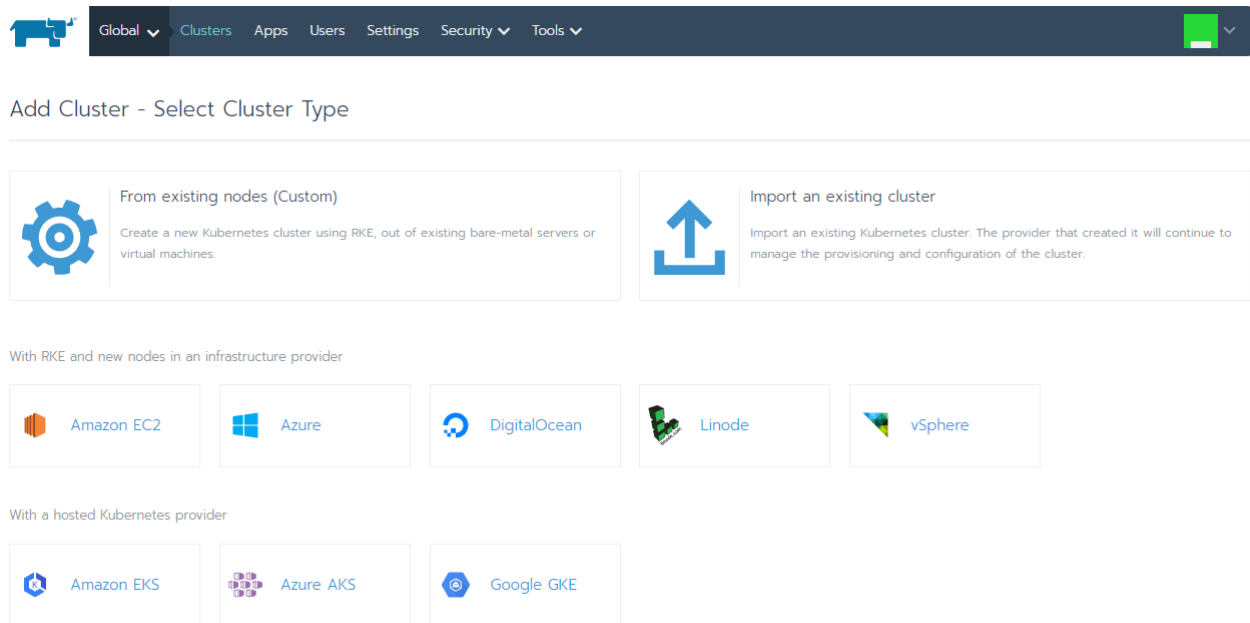 Global Clusters Apps Users Settings Security Tools
Add Cluster - Select Cluster Type
From existing nodes (Custom)
Create a new Kubernetes cluster using RKE, out of existing bare-metal servers or
virtual machines.
Import an existing cluster
Import an existing Kubernetes cluster. The provider that created it will continue to
manage the provisioning and configuration of the cluster.
With RKE and new nodes in an infrastructure provider
Amazon EC2 Azure DigitalOcean Linode vSphere
With a hosted Kubernetes provider
Amazon EKS Azure AKS Google GKE